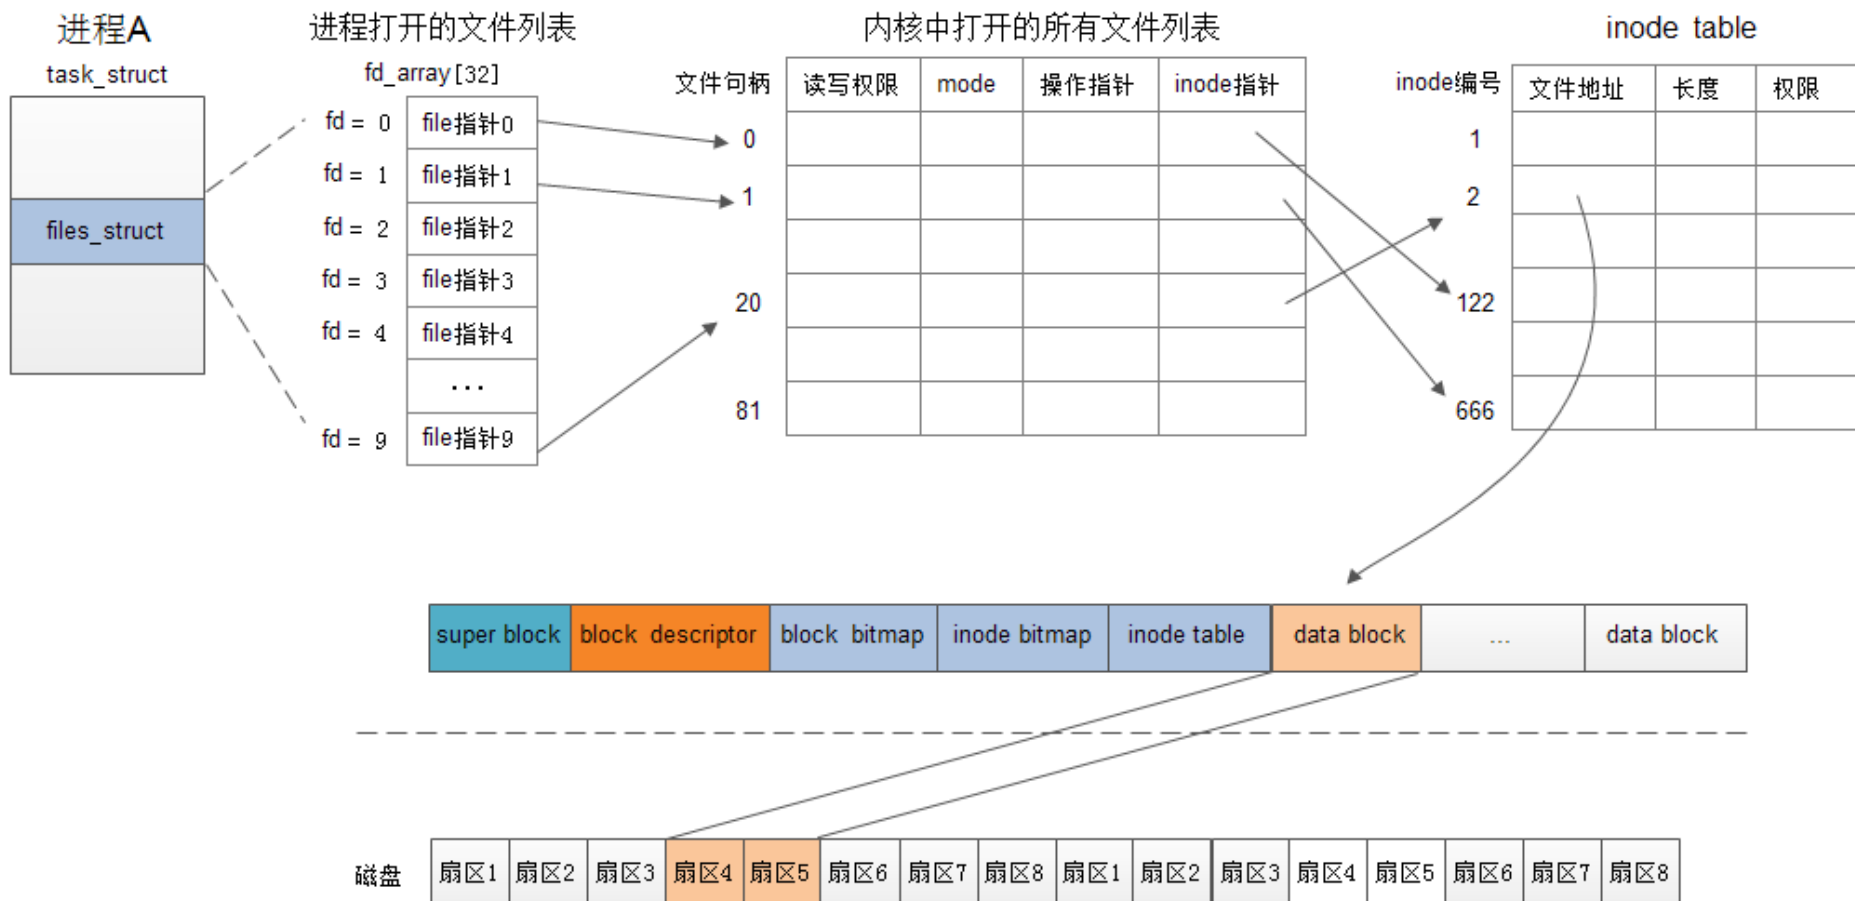 进程A
进程打开的文件列表
内核中打开的所有文件列表
inode table
task_struct
fd_array[32]
文件句柄
读写权限
mode
操作指针
inode指针
inode编号
文件地址
长度
权限
fd = 0
file指针0
0
1
fd = 1
file指针1
1
2
files_struct
fd = 2
file指针2
fd = 3
file指针3
20
122
fd = 4
file指针4
...
81
666
fd = 9
file指针9
super block
block descriptor
block bitmap
inode bitmap
inode table
data block
...
data block
磁盘
扇区1
扇区2
扇区3
扇区4
扇区5
扇区6
扇区7
扇区8
扇区1
扇区2
扇区3
扇区4
扇区5
扇区6
扇区7
扇区8